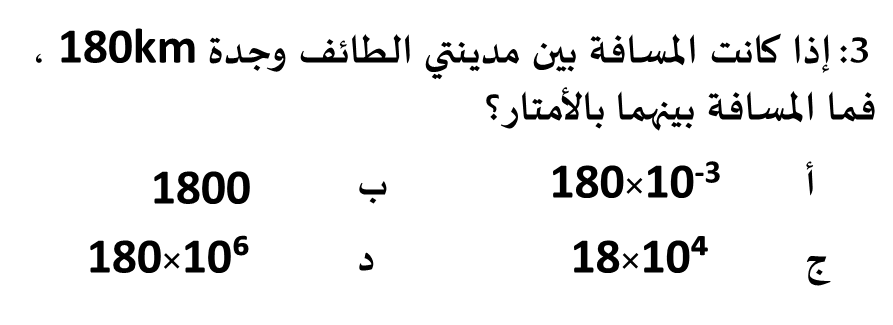 3: إذا كانت المسافة بين مدينتي الطائف وجدة 180km ،
فما المسافة بينهما بالأمتار؟
أ 180×10⁻³ ب 1800
ج 18×10⁴ د 180×10⁶